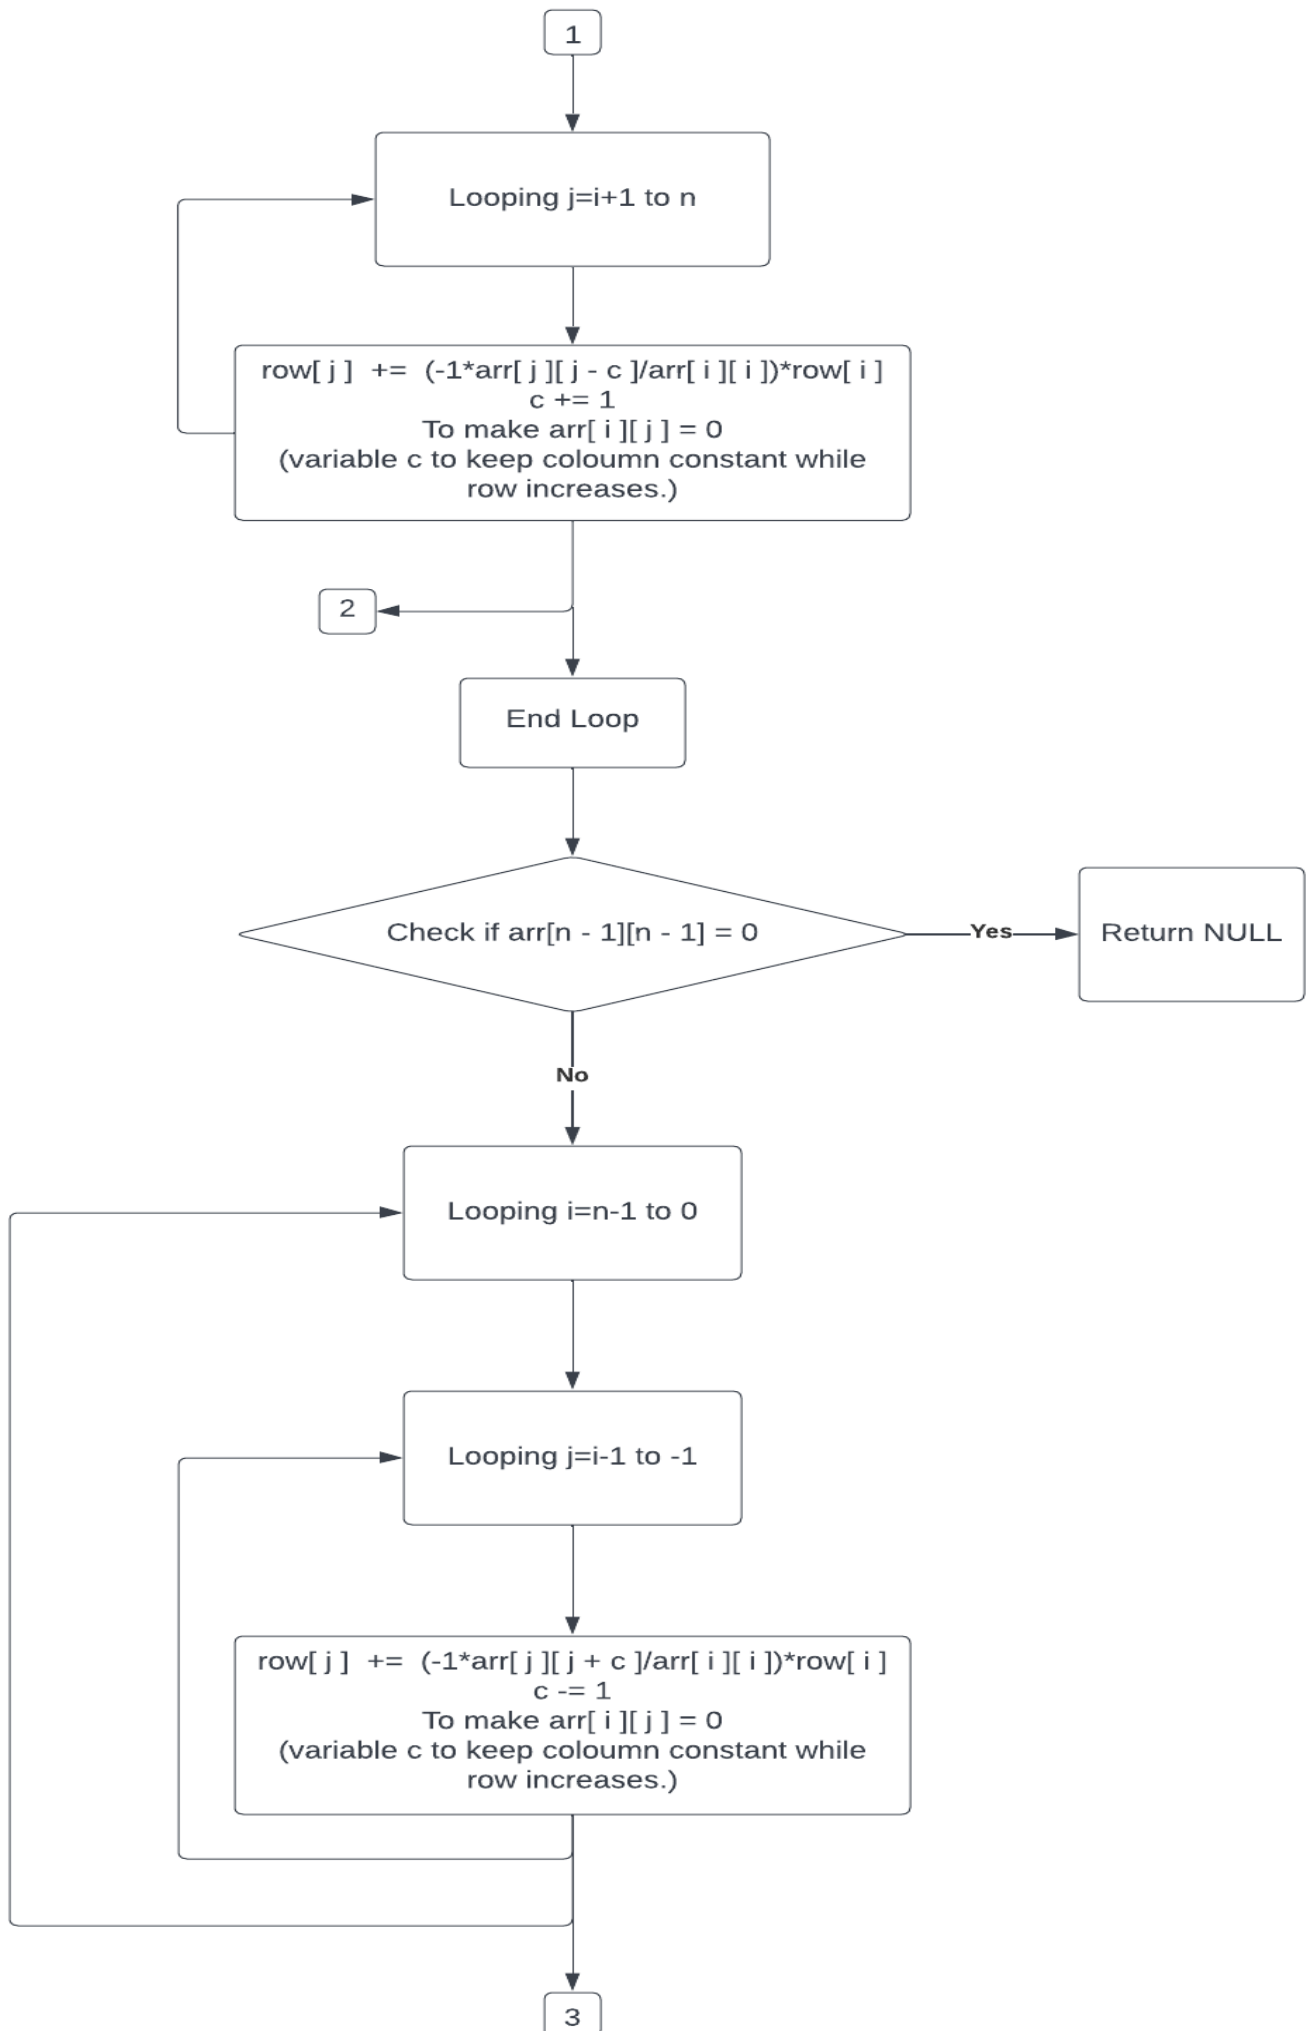 1
Looping j=i+1 to n
row[ j ]  +=  (-1*arr[ j ][ j - c ]/arr[ i ][ i ])*row[ i ]
c += 1
To make arr[ i ][ j ] = 0
(variable c to keep coloumn constant while
row increases.)
2
End Loop
Check if arr[n - 1][n - 1] = 0
Yes
Return NULL
No
Looping i=n-1 to 0
Looping j=i-1 to -1
row[ j ]  +=  (-1*arr[ j ][ j + c ]/arr[ i ][ i ])*row[ i ]
c -= 1
To make arr[ i ][ j ] = 0
(variable c to keep coloumn constant while
row increases.)
3